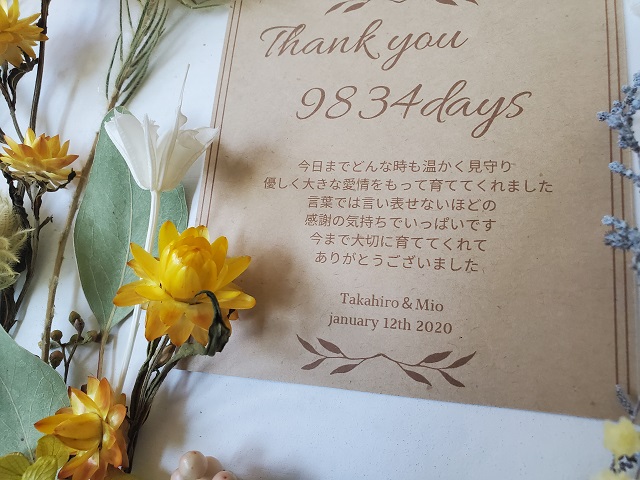 Thank you
9834days
今日までどんな時も温かく見守り
優しく大きな愛情をもって育ててくれました
言葉では言い表せないほどの
感謝の気持ちでいっぱいです
今まで大切に育ててくれて
ありがとうございました
Takahiro & Mio
january 12th 2020